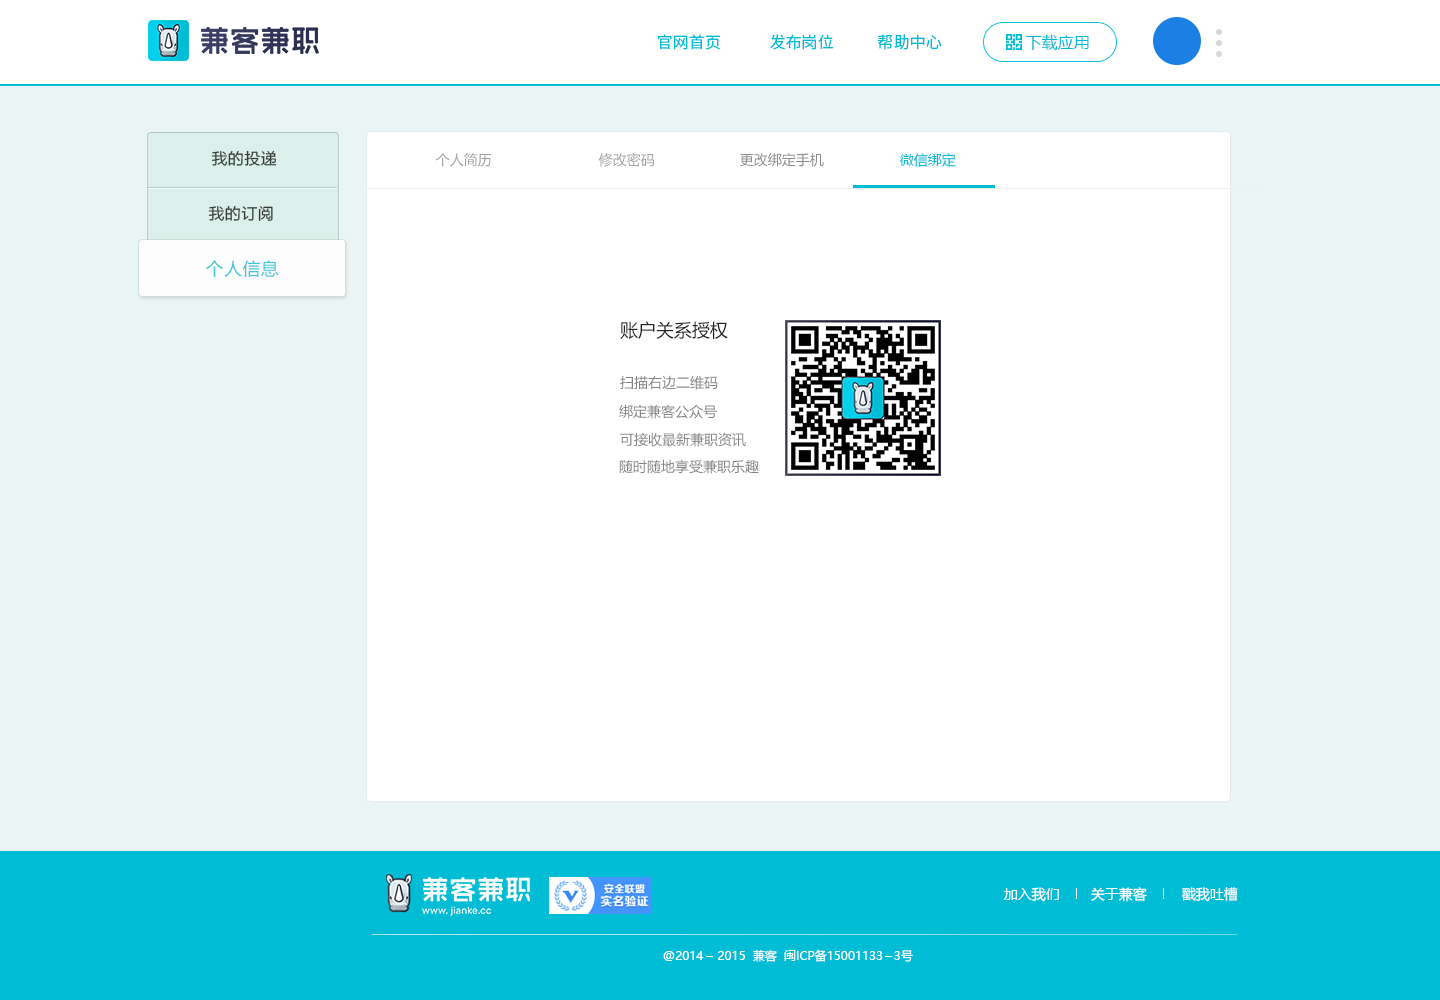 兼客兼职
官网首页
发布岗位
帮助中心
下载应用
我的投递
我的订阅
个人信息
个人简历
修改密码
更改绑定手机
微信绑定
账户关系授权
扫描右边二维码
绑定兼客公众号
可接收最新兼职资讯
随时随地享受兼职乐趣
兼客兼职
www.jianke.cc
安全联盟
实名验证
加入我们
关于兼客
戳我吐槽
@2014-2015 兼客 闽ICP备15001133-3号